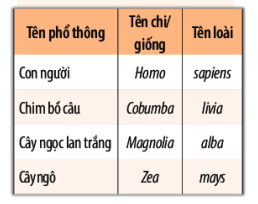 Tên phổ thông | Tên chi/ giống | Tên loài
Con người | Homo | sapiens
Chim bồ câu | Cobumba | livia
Cây ngọc lan trắng | Magnolia | alba
Cây ngô | Zea | mays